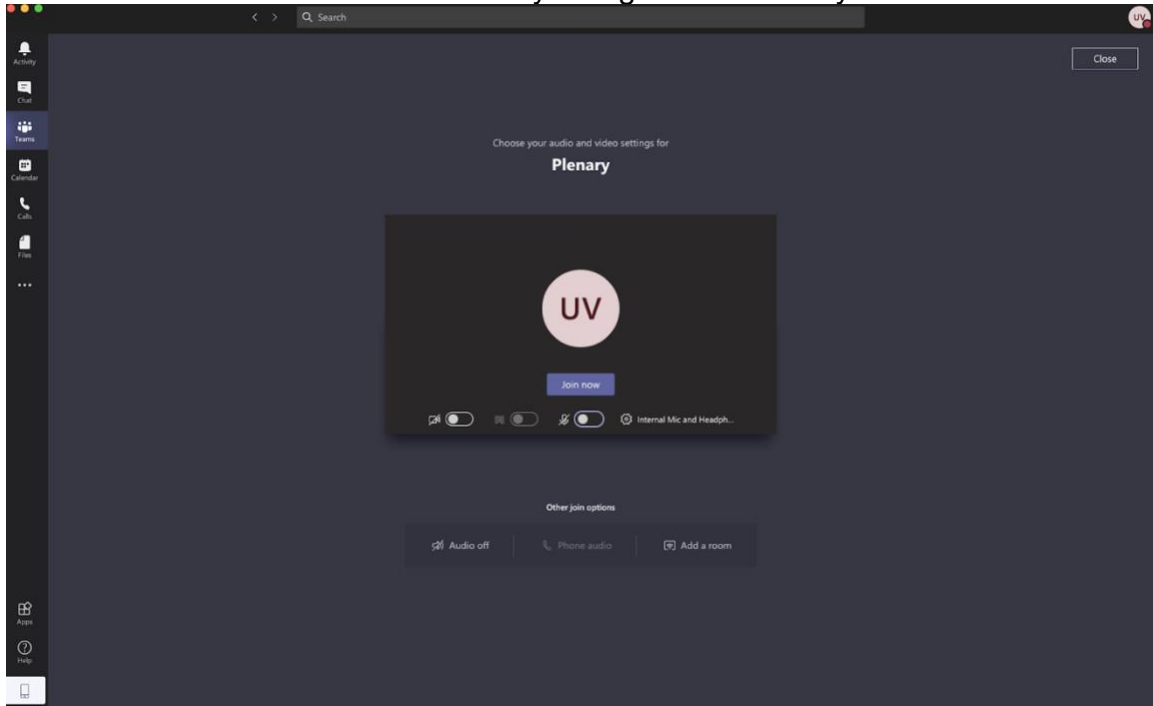 Search
UV
Activity
Chat
Teams
Calendar
Calls
Files
Close
Choose your audio and video settings for
Plenary
UV
Join now
Internal Mic and Headph...
Other join options
Audio off
Phone audio
Add a room
Apps
Help